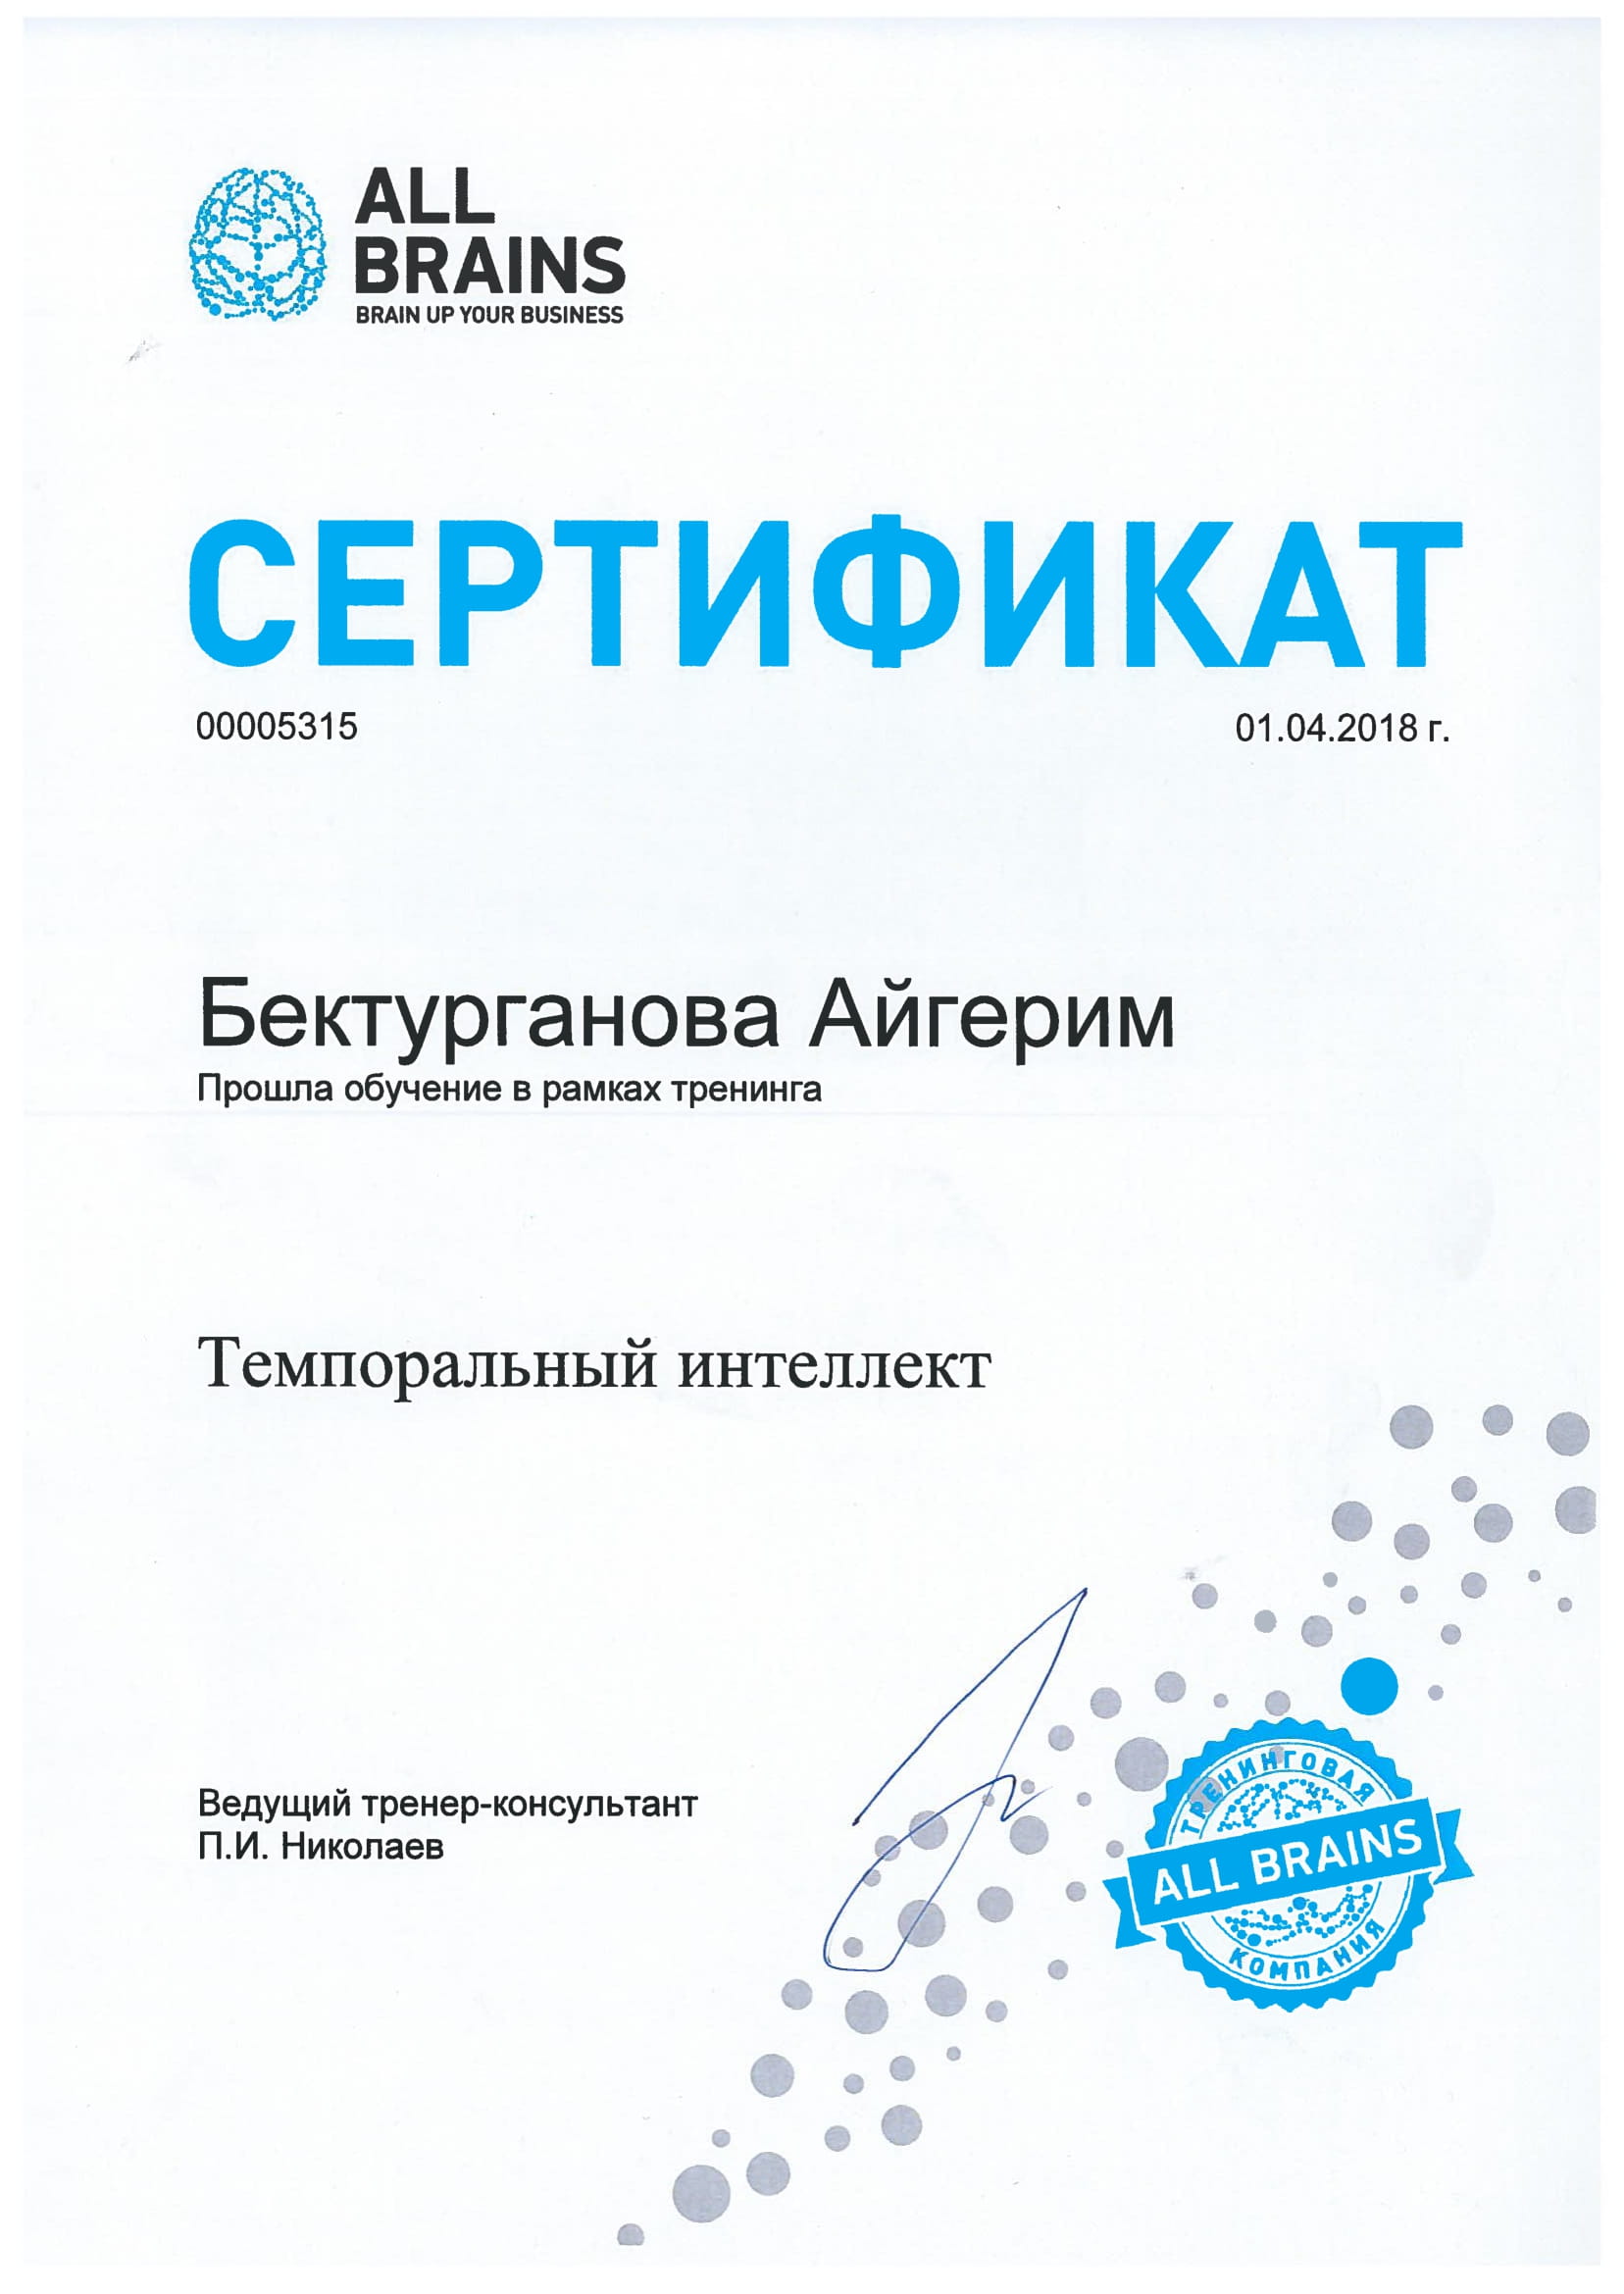 ALL
BRAINS
BRAIN UP YOUR BUSINESS
СЕРТИФИКАТ
00005315
01.04.2018 г.
Бектурганова Айгерим
Прошла обучение в рамках тренинга
Темпоральный интеллект
Ведущий тренер-консультант
П.И. Николаев
ТРЕНИНГОВАЯ
ALL BRAINS
КОМПАНИЯ